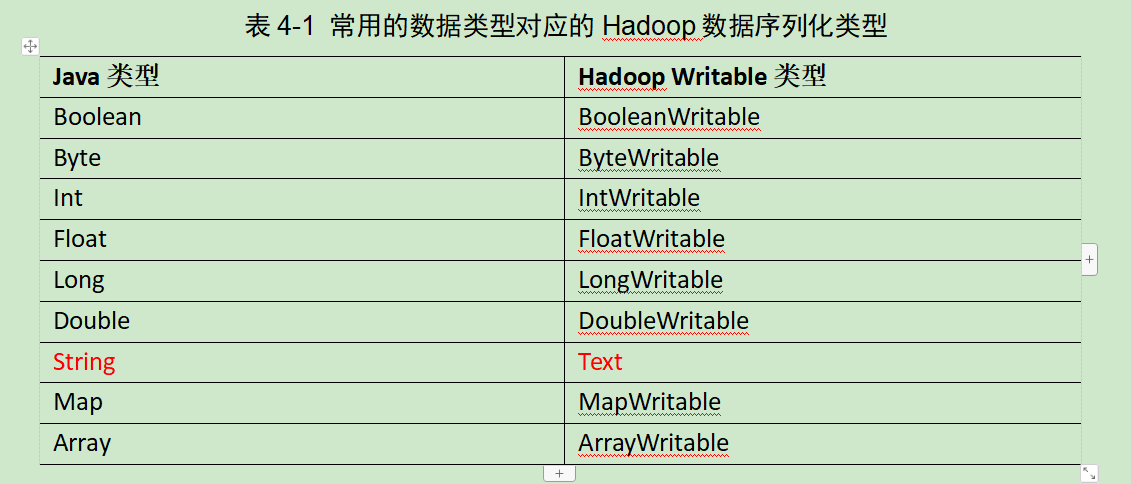 表 4-1 常用的数据类型对应的 Hadoop 数据序列化类型
Java 类型 Hadoop Writable 类型
Boolean BooleanWritable
Byte ByteWritable
Int IntWritable
Float FloatWritable
Long LongWritable
Double DoubleWritable
String Text
Map MapWritable
Array ArrayWritable